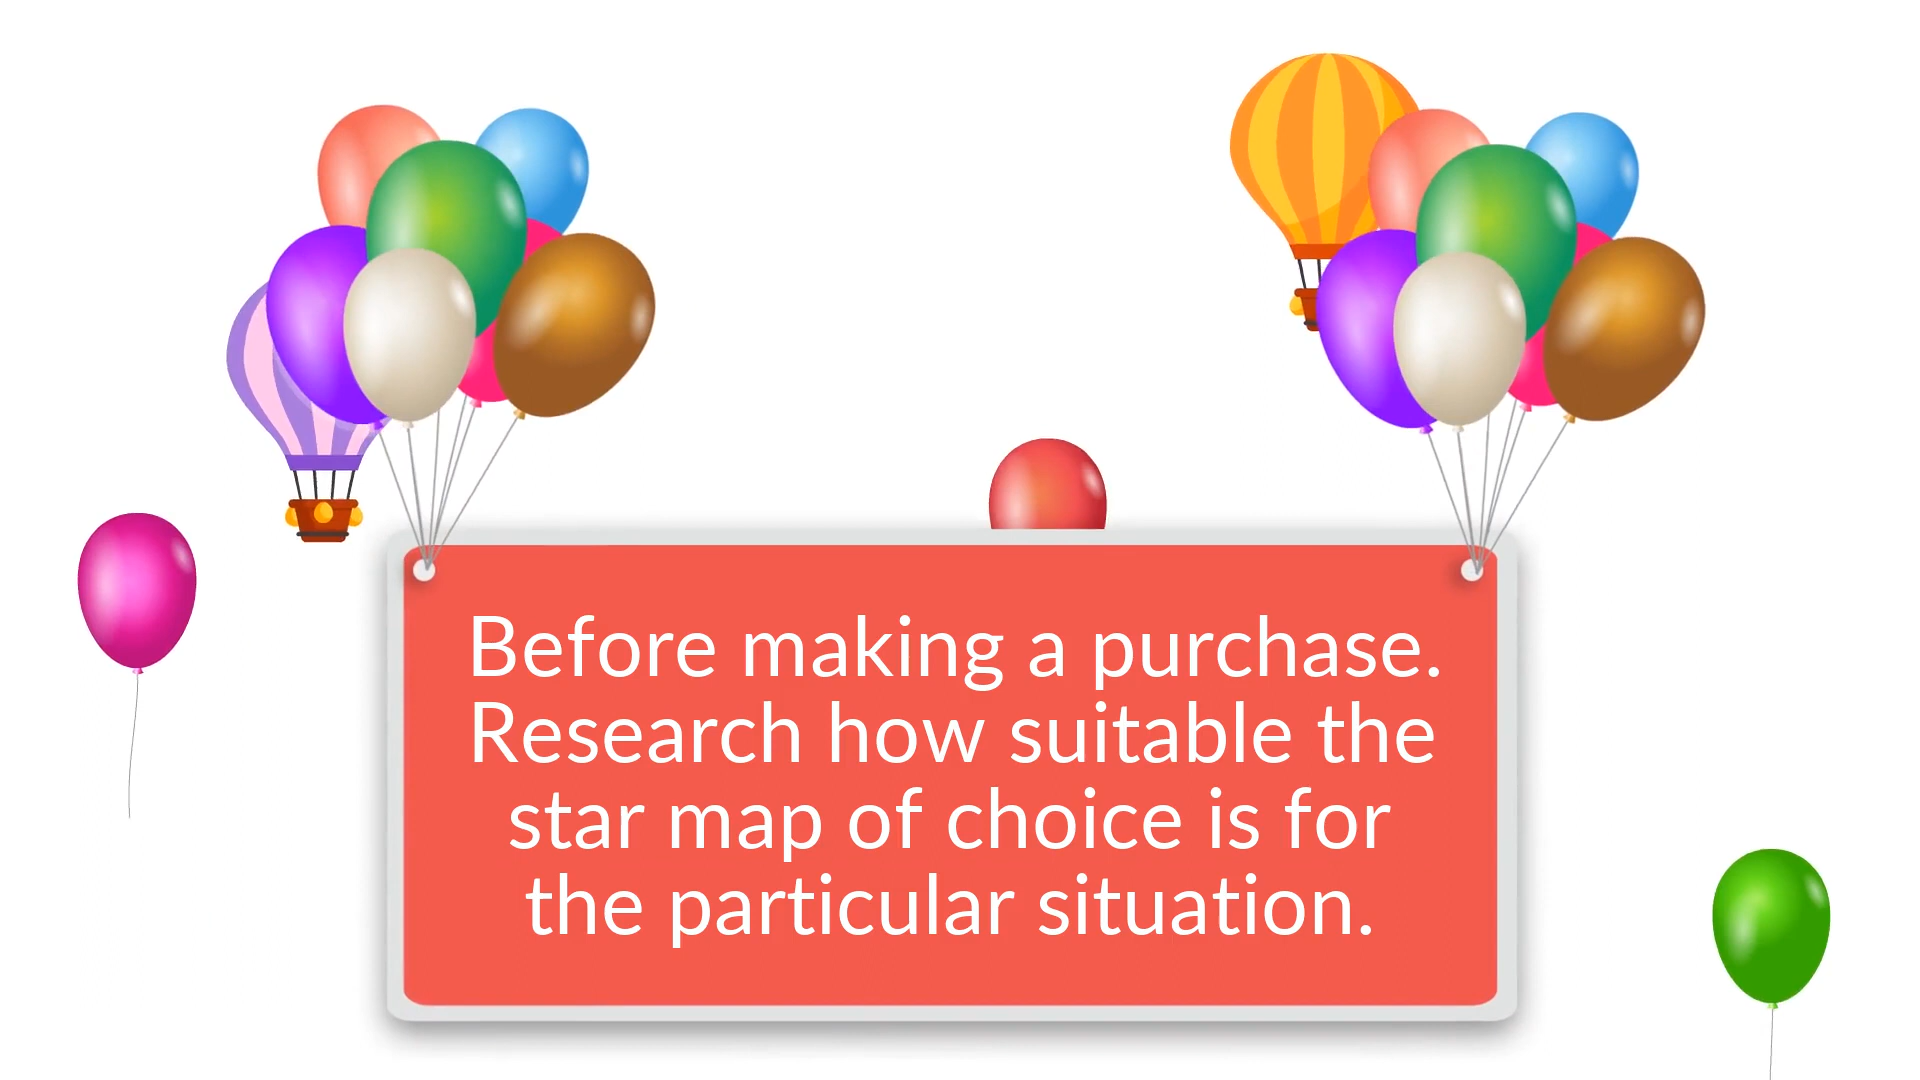 Before making a purchase.
Research how suitable the
star map of choice is for
the particular situation.